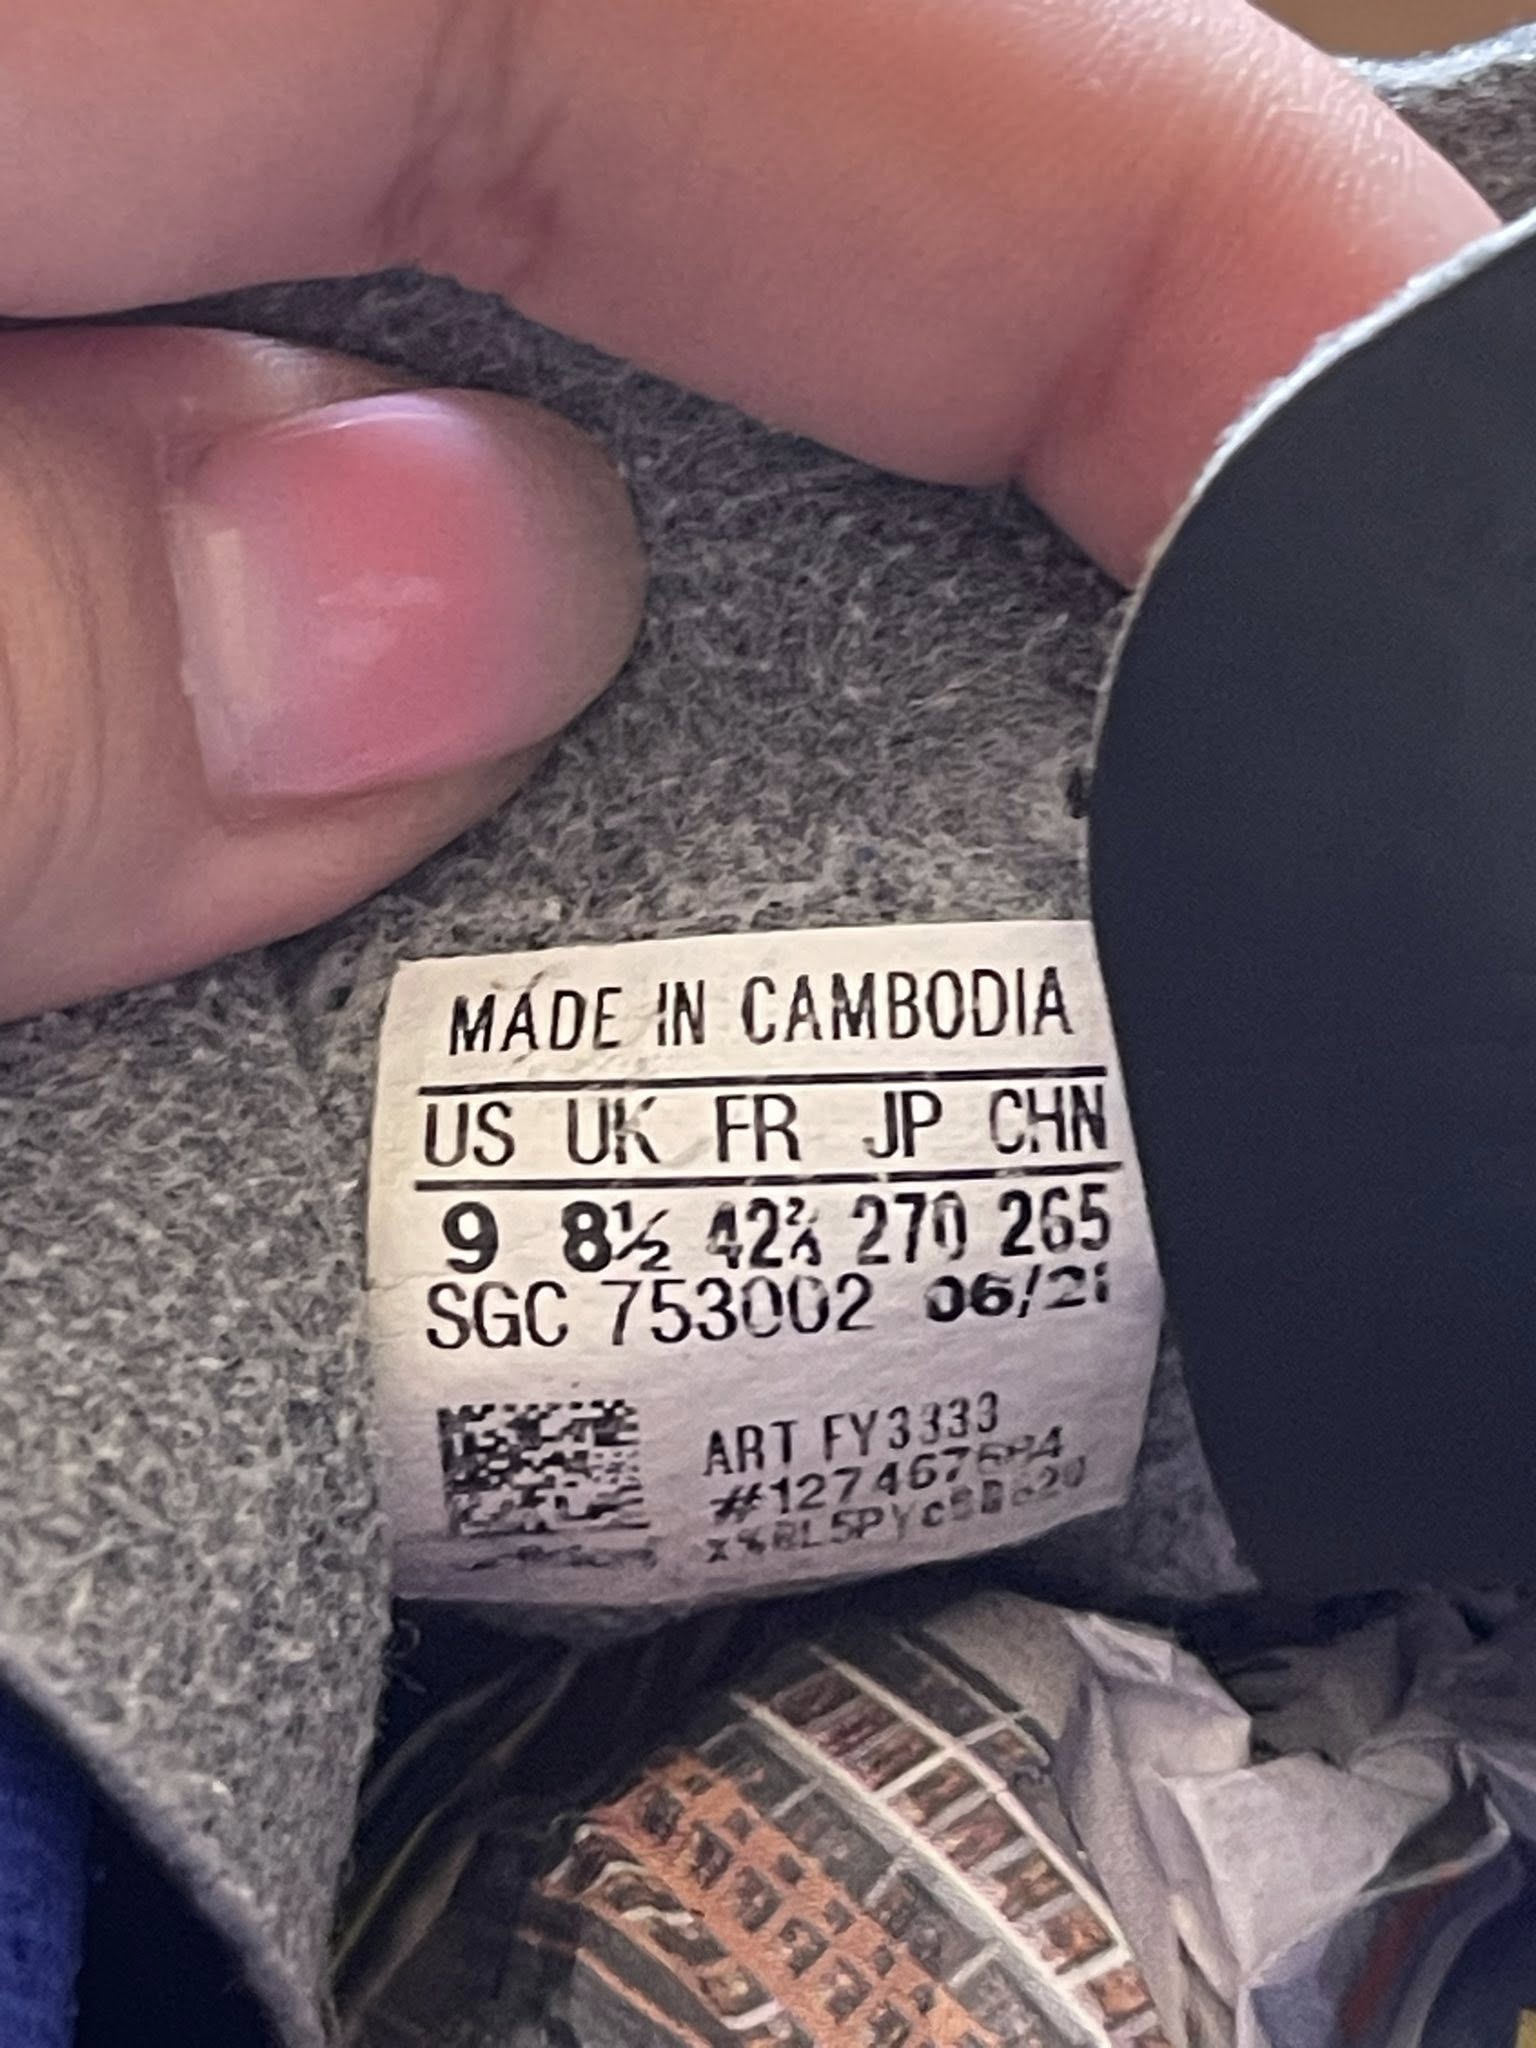 MADE IN CAMBODIA
US UK FR JP CHN
9 8½ 42⅔ 270 265
SGC 753002 06/21
ART FY3333